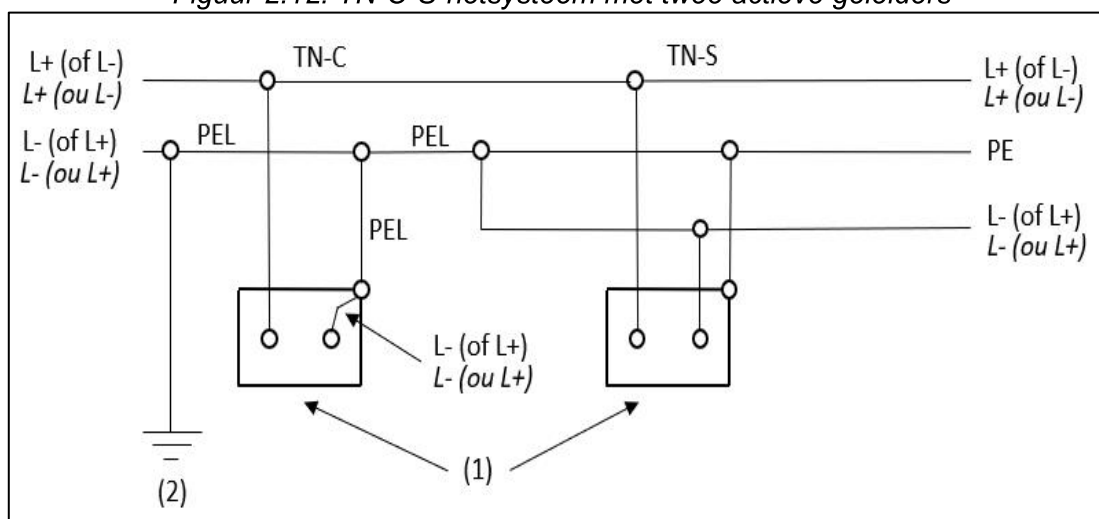 Figuur 2.12. TN-C-S-netsysteem met twee actieve geleiders
L+ (of L-)
L+ (ou L-)
TN-C
TN-S
L+ (of L-)
L+ (ou L-)
L- (of L+)
L- (ou L+)
PEL
PEL
PE
PEL
L- (of L+)
L- (ou L+)
L- (of L+)
L- (ou L+)
(1)
(2)